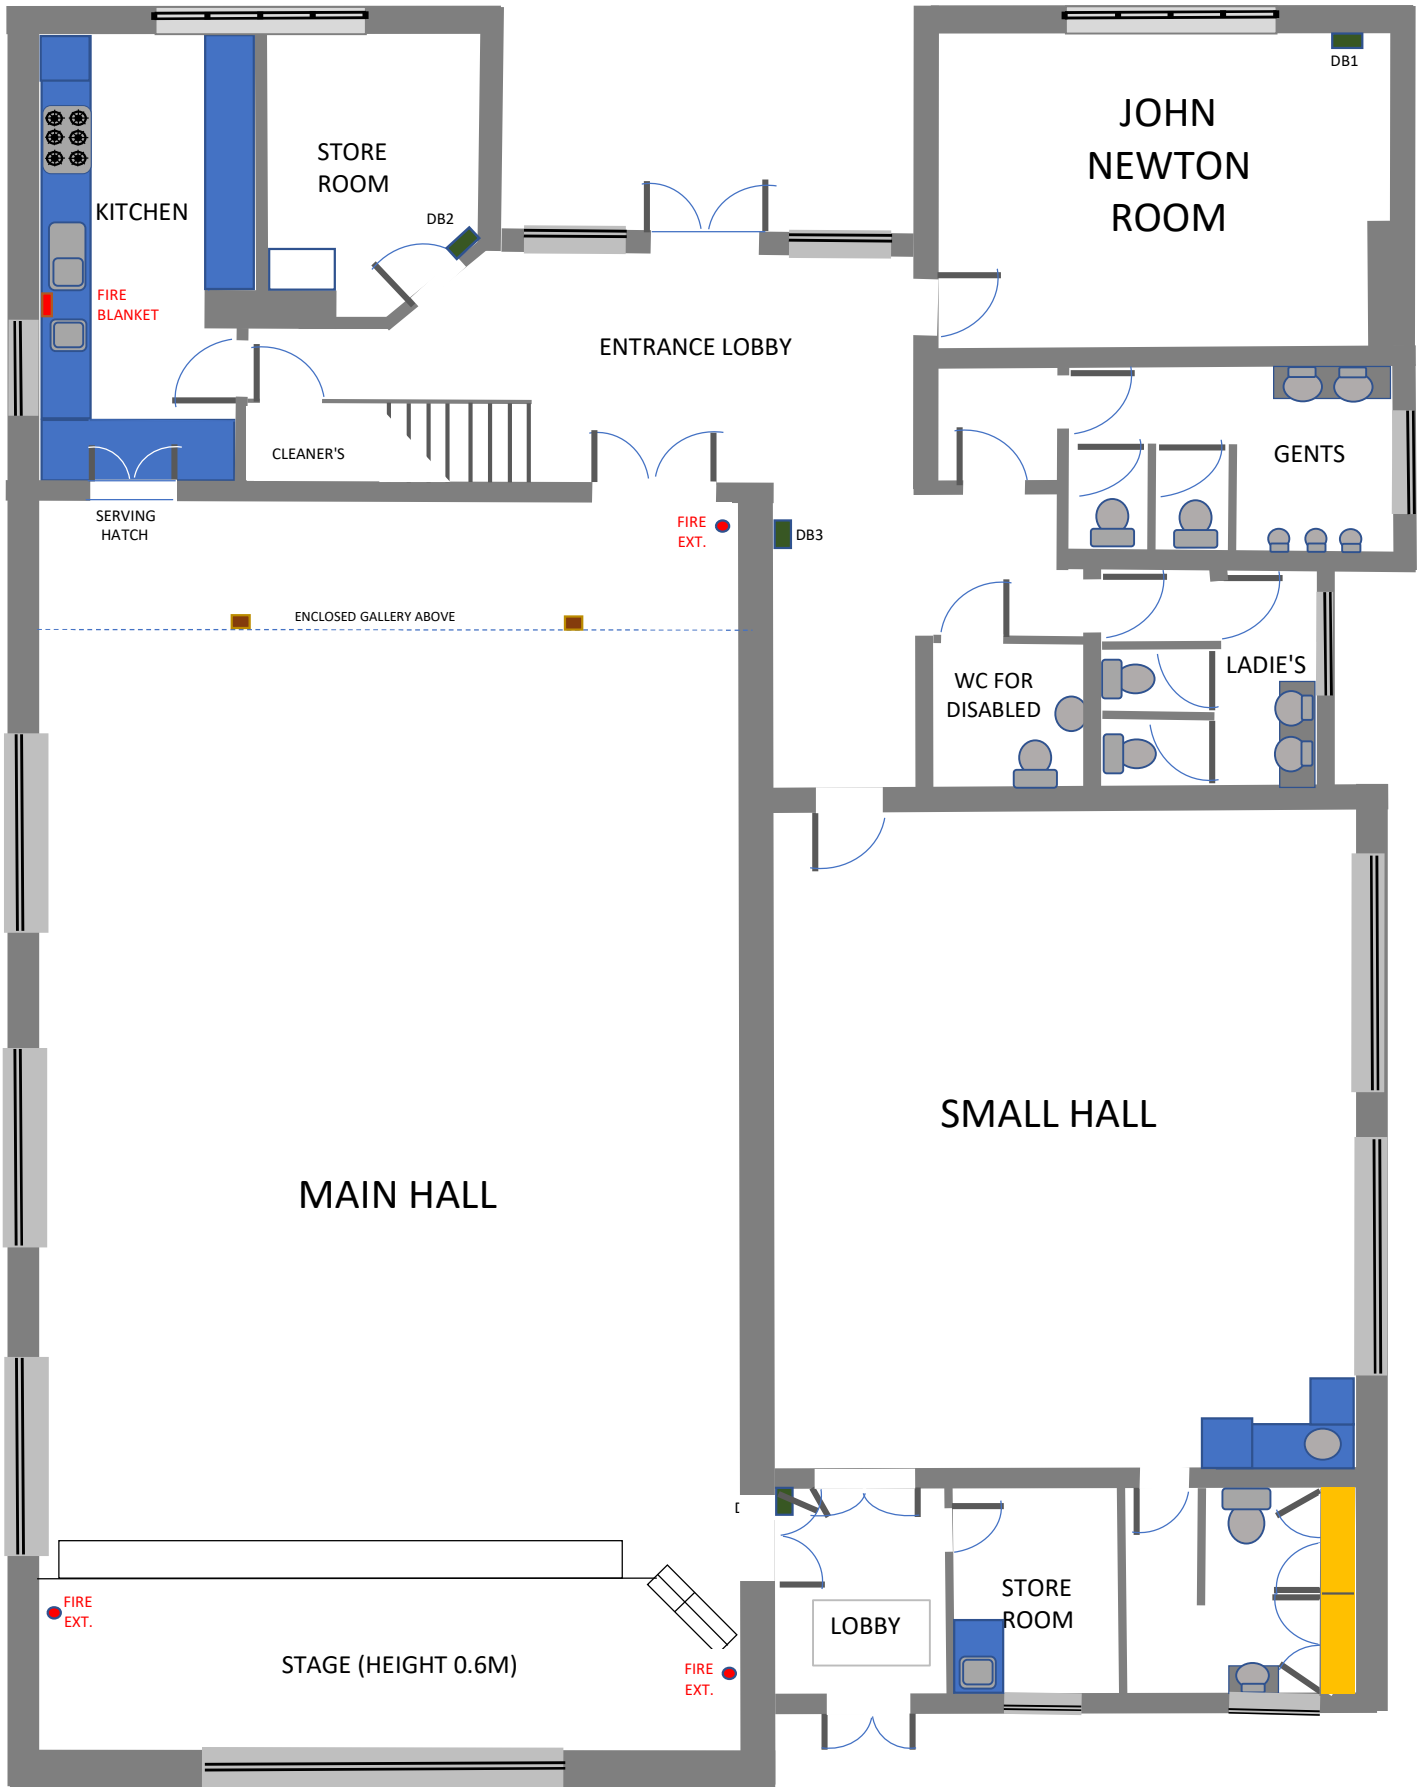 DB1
JOHN
NEWTON
ROOM
STORE
ROOM
KITCHEN
DB2
FIRE
BLANKET
ENTRANCE LOBBY
CLEANER'S
GENTS
SERVING
HATCH
FIRE
EXT.
DB3
ENCLOSED GALLERY ABOVE
WC FOR
DISABLED
LADIE'S
SMALL HALL
MAIN HALL
FIRE
EXT.
STAGE (HEIGHT 0.6M)
FIRE
EXT.
LOBBY
STORE
ROOM